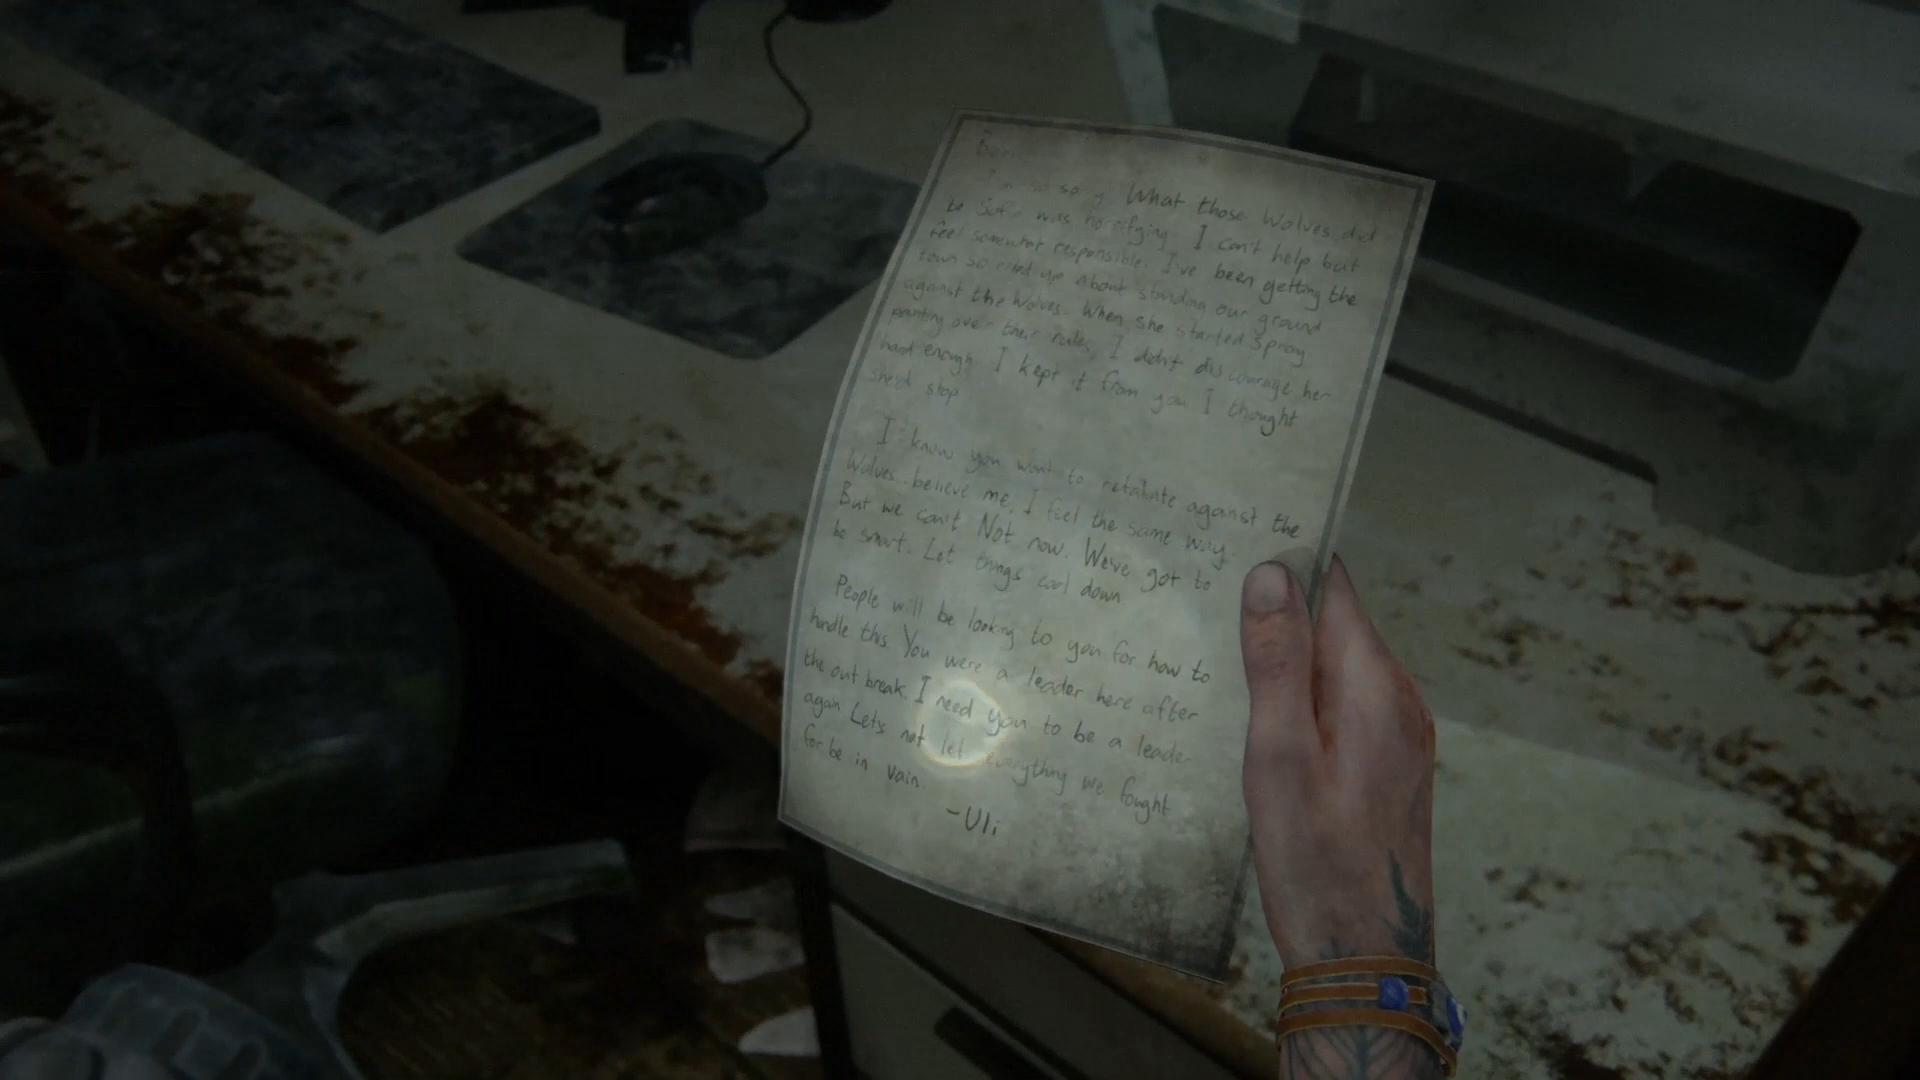 What those Wolves did
be Sofia was horrifying. I can't help but
feel somewhat responsible. I've been getting the
town so riled up about standing our ground
against the Wolves. When she started spray
painting over their rules, I didn't discourage her
hard enough. I kept it from you I thought
she'd stop
I know you want to retaliate against the
Wolves..believe me, I feel the same way.
But we can't Not now. We've got to
be smart. Let things cool down
People will be looking to you for how to
handle this. You were a leader here after
the out break. I need you to be a leader
again Let's not let everything we fought
for be in vain.
-Uli